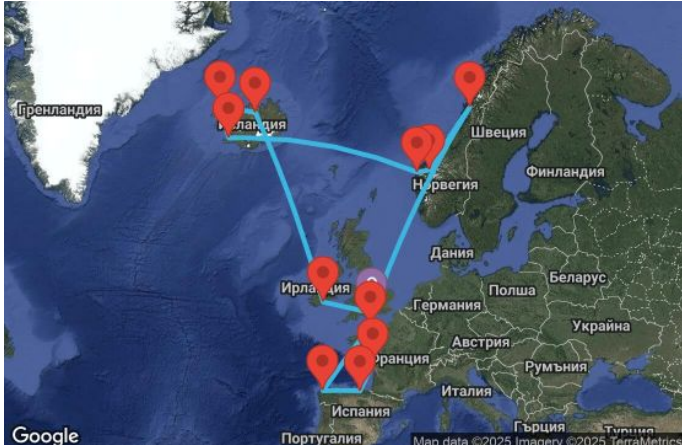 Гренландия
Исландия
Швеция
Финландия
Норвегия
Дания
Ирландия
Беларус
Полша
Германия
Украйна
Австрия
Франция
Румъния
Италия
Испания
Гърция
Турция
Португалия
Google
Map data ©2025 Imagery ©2025 TerraMetrics